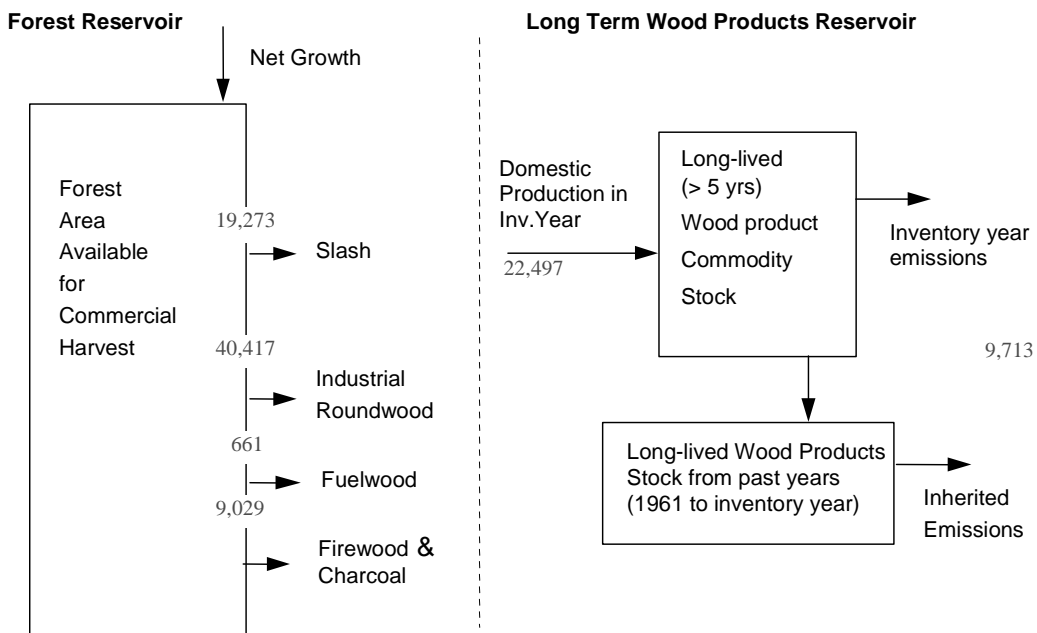 Forest Reservoir
Net Growth
Forest
Area
Available
for
Commercial
Harvest
19,273
Slash
40,417
Industrial
Roundwood
661
Fuelwood
9,029
Firewood &
Charcoal
Long Term Wood Products Reservoir
Domestic
Production in
Inv.Year
22,497
Long-lived
(> 5 yrs)
Wood product
Commodity
Stock
Inventory year
emissions
9,713
Long-lived Wood Products
Stock from past years
(1961 to inventory year)
Inherited
Emissions